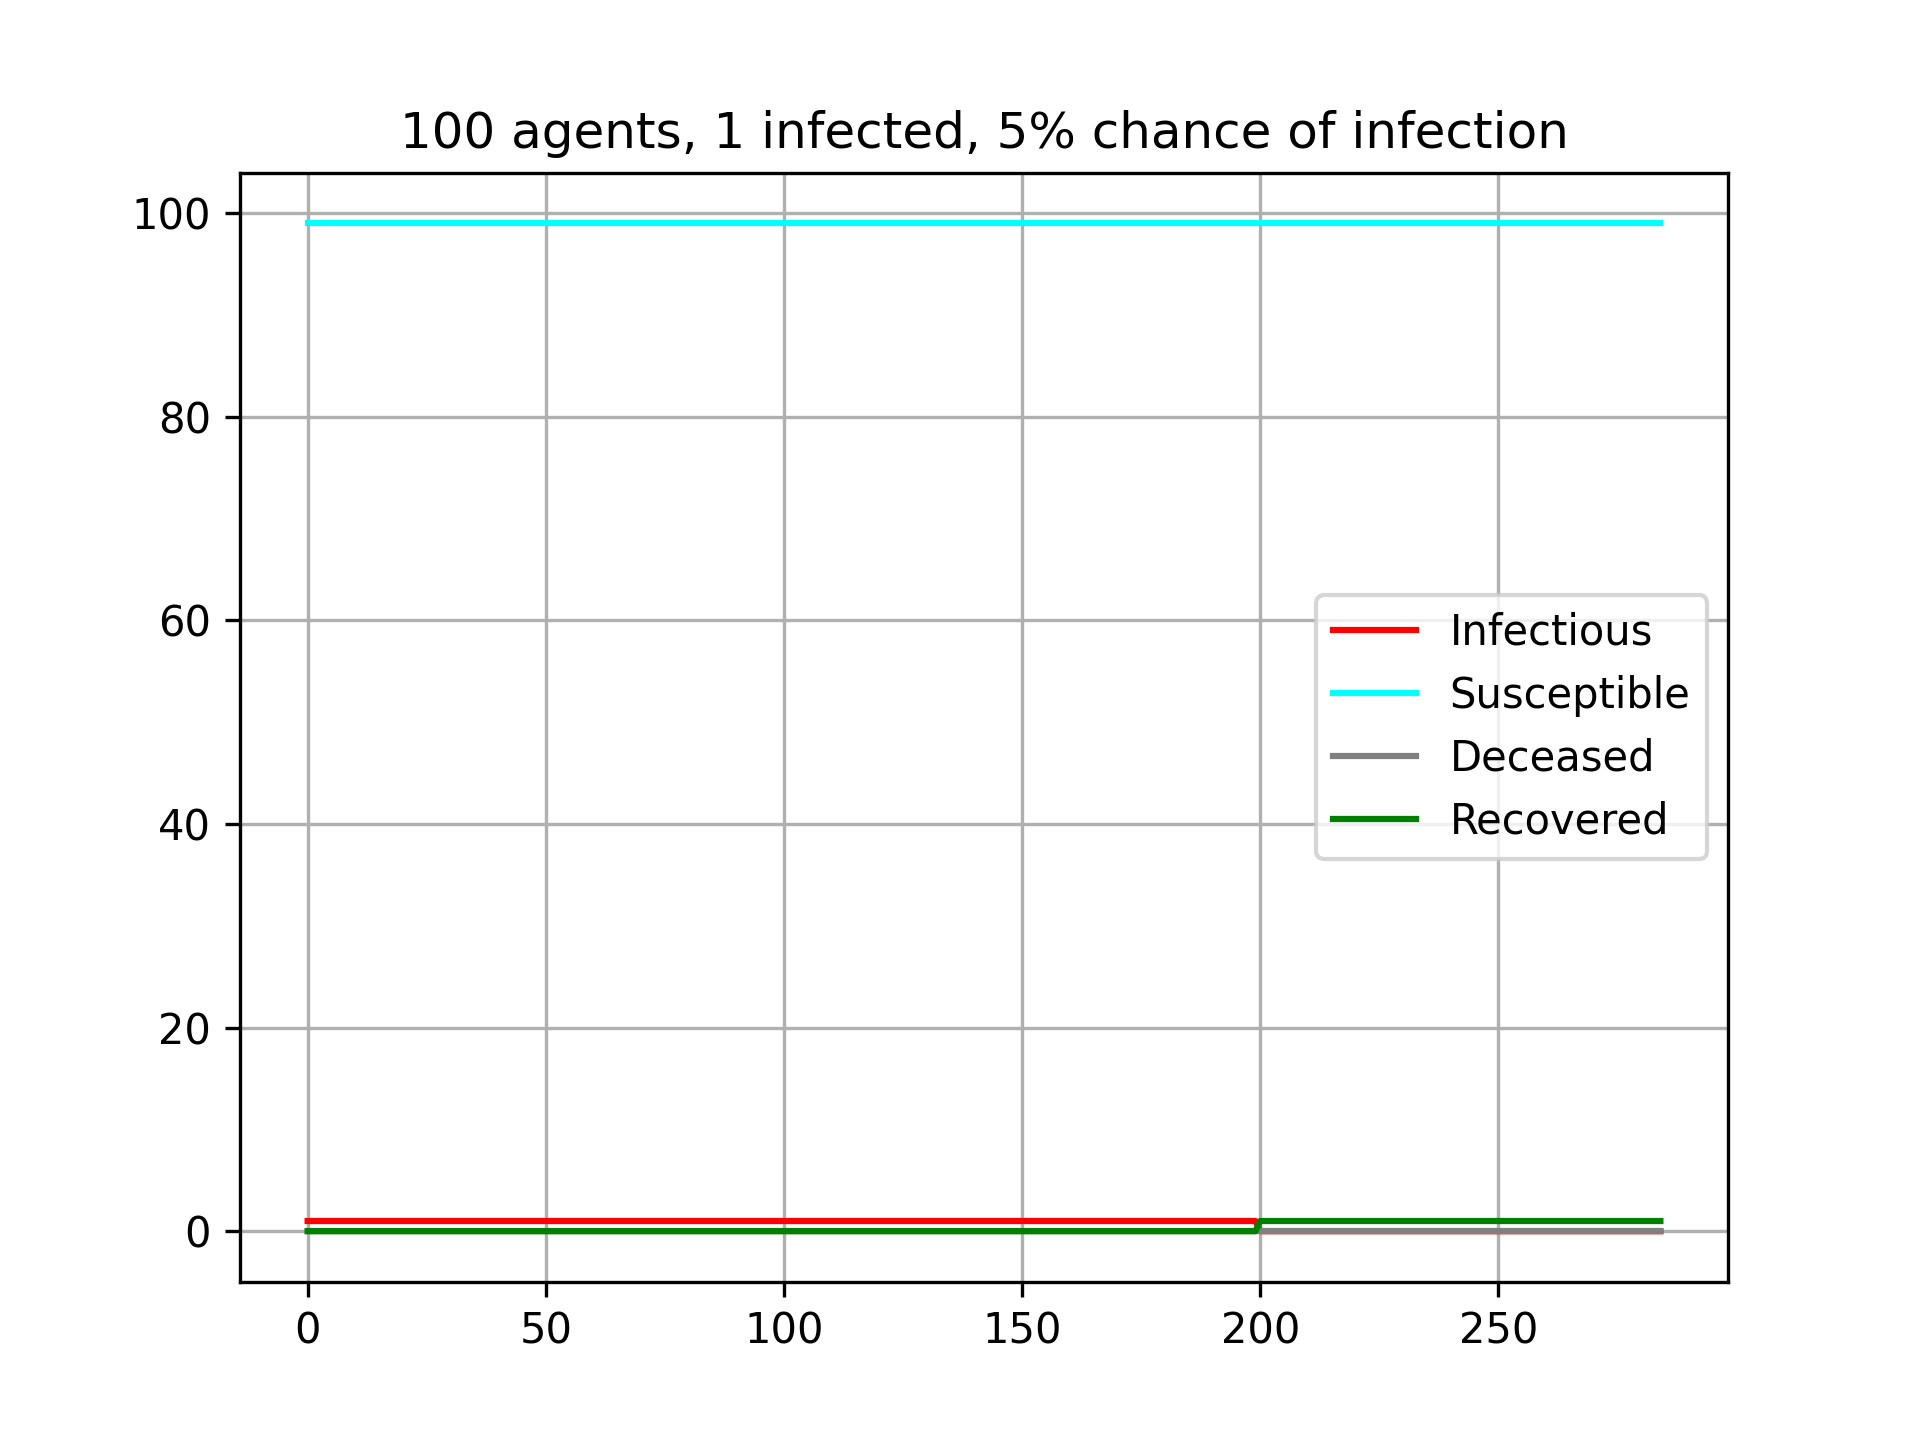 100 agents, 1 infected, 5% chance of infection
100
80
60
40
20
0
Infectious
Susceptible
Deceased
Recovered
0 50 100 150 200 250